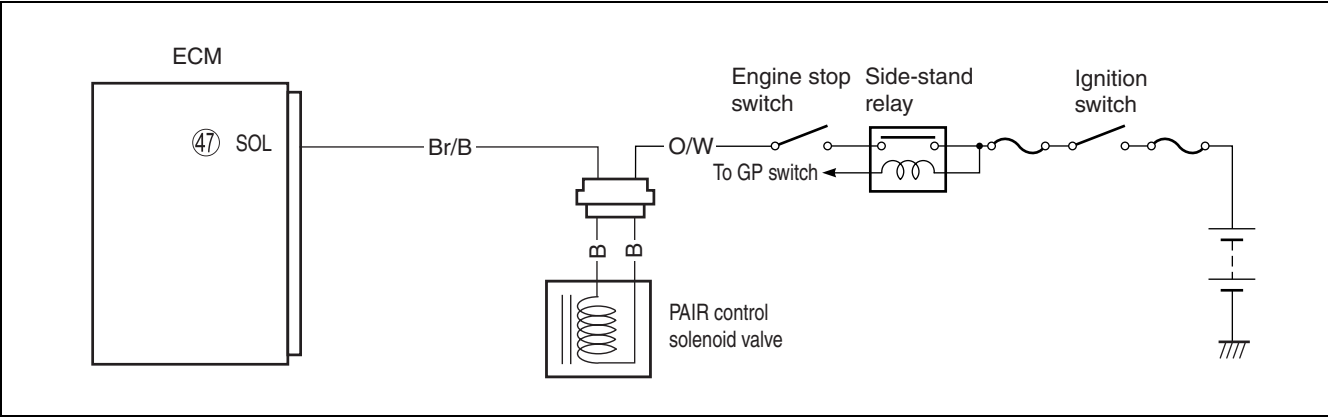 ECM
Engine stop switch
Side-stand relay
Ignition switch
47 SOL
Br/B
O/W
To GP switch
B
B
PAIR control
solenoid valve